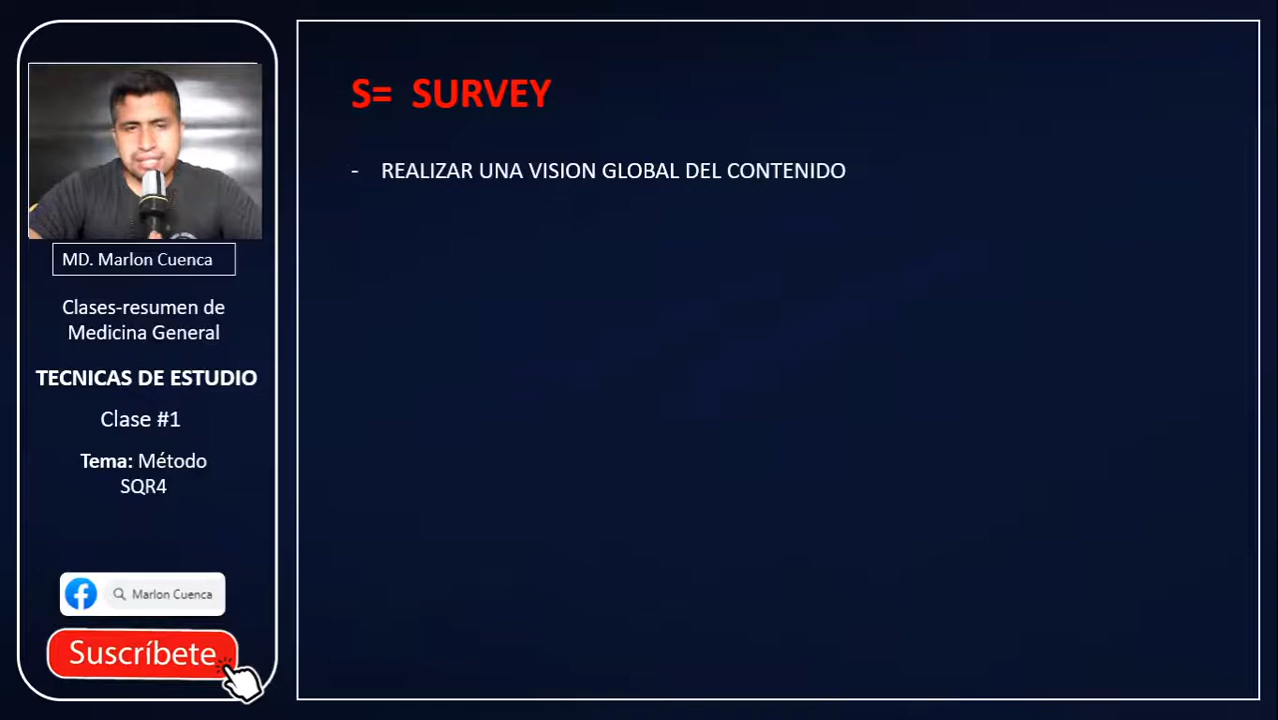 MD. Marlon Cuenca
Clases-resumen de
Medicina General
TECNICAS DE ESTUDIO
Clase #1
Tema: Método
SQR4
Marlon Cuenca
Suscríbete
S= SURVEY
- REALIZAR UNA VISION GLOBAL DEL CONTENIDO